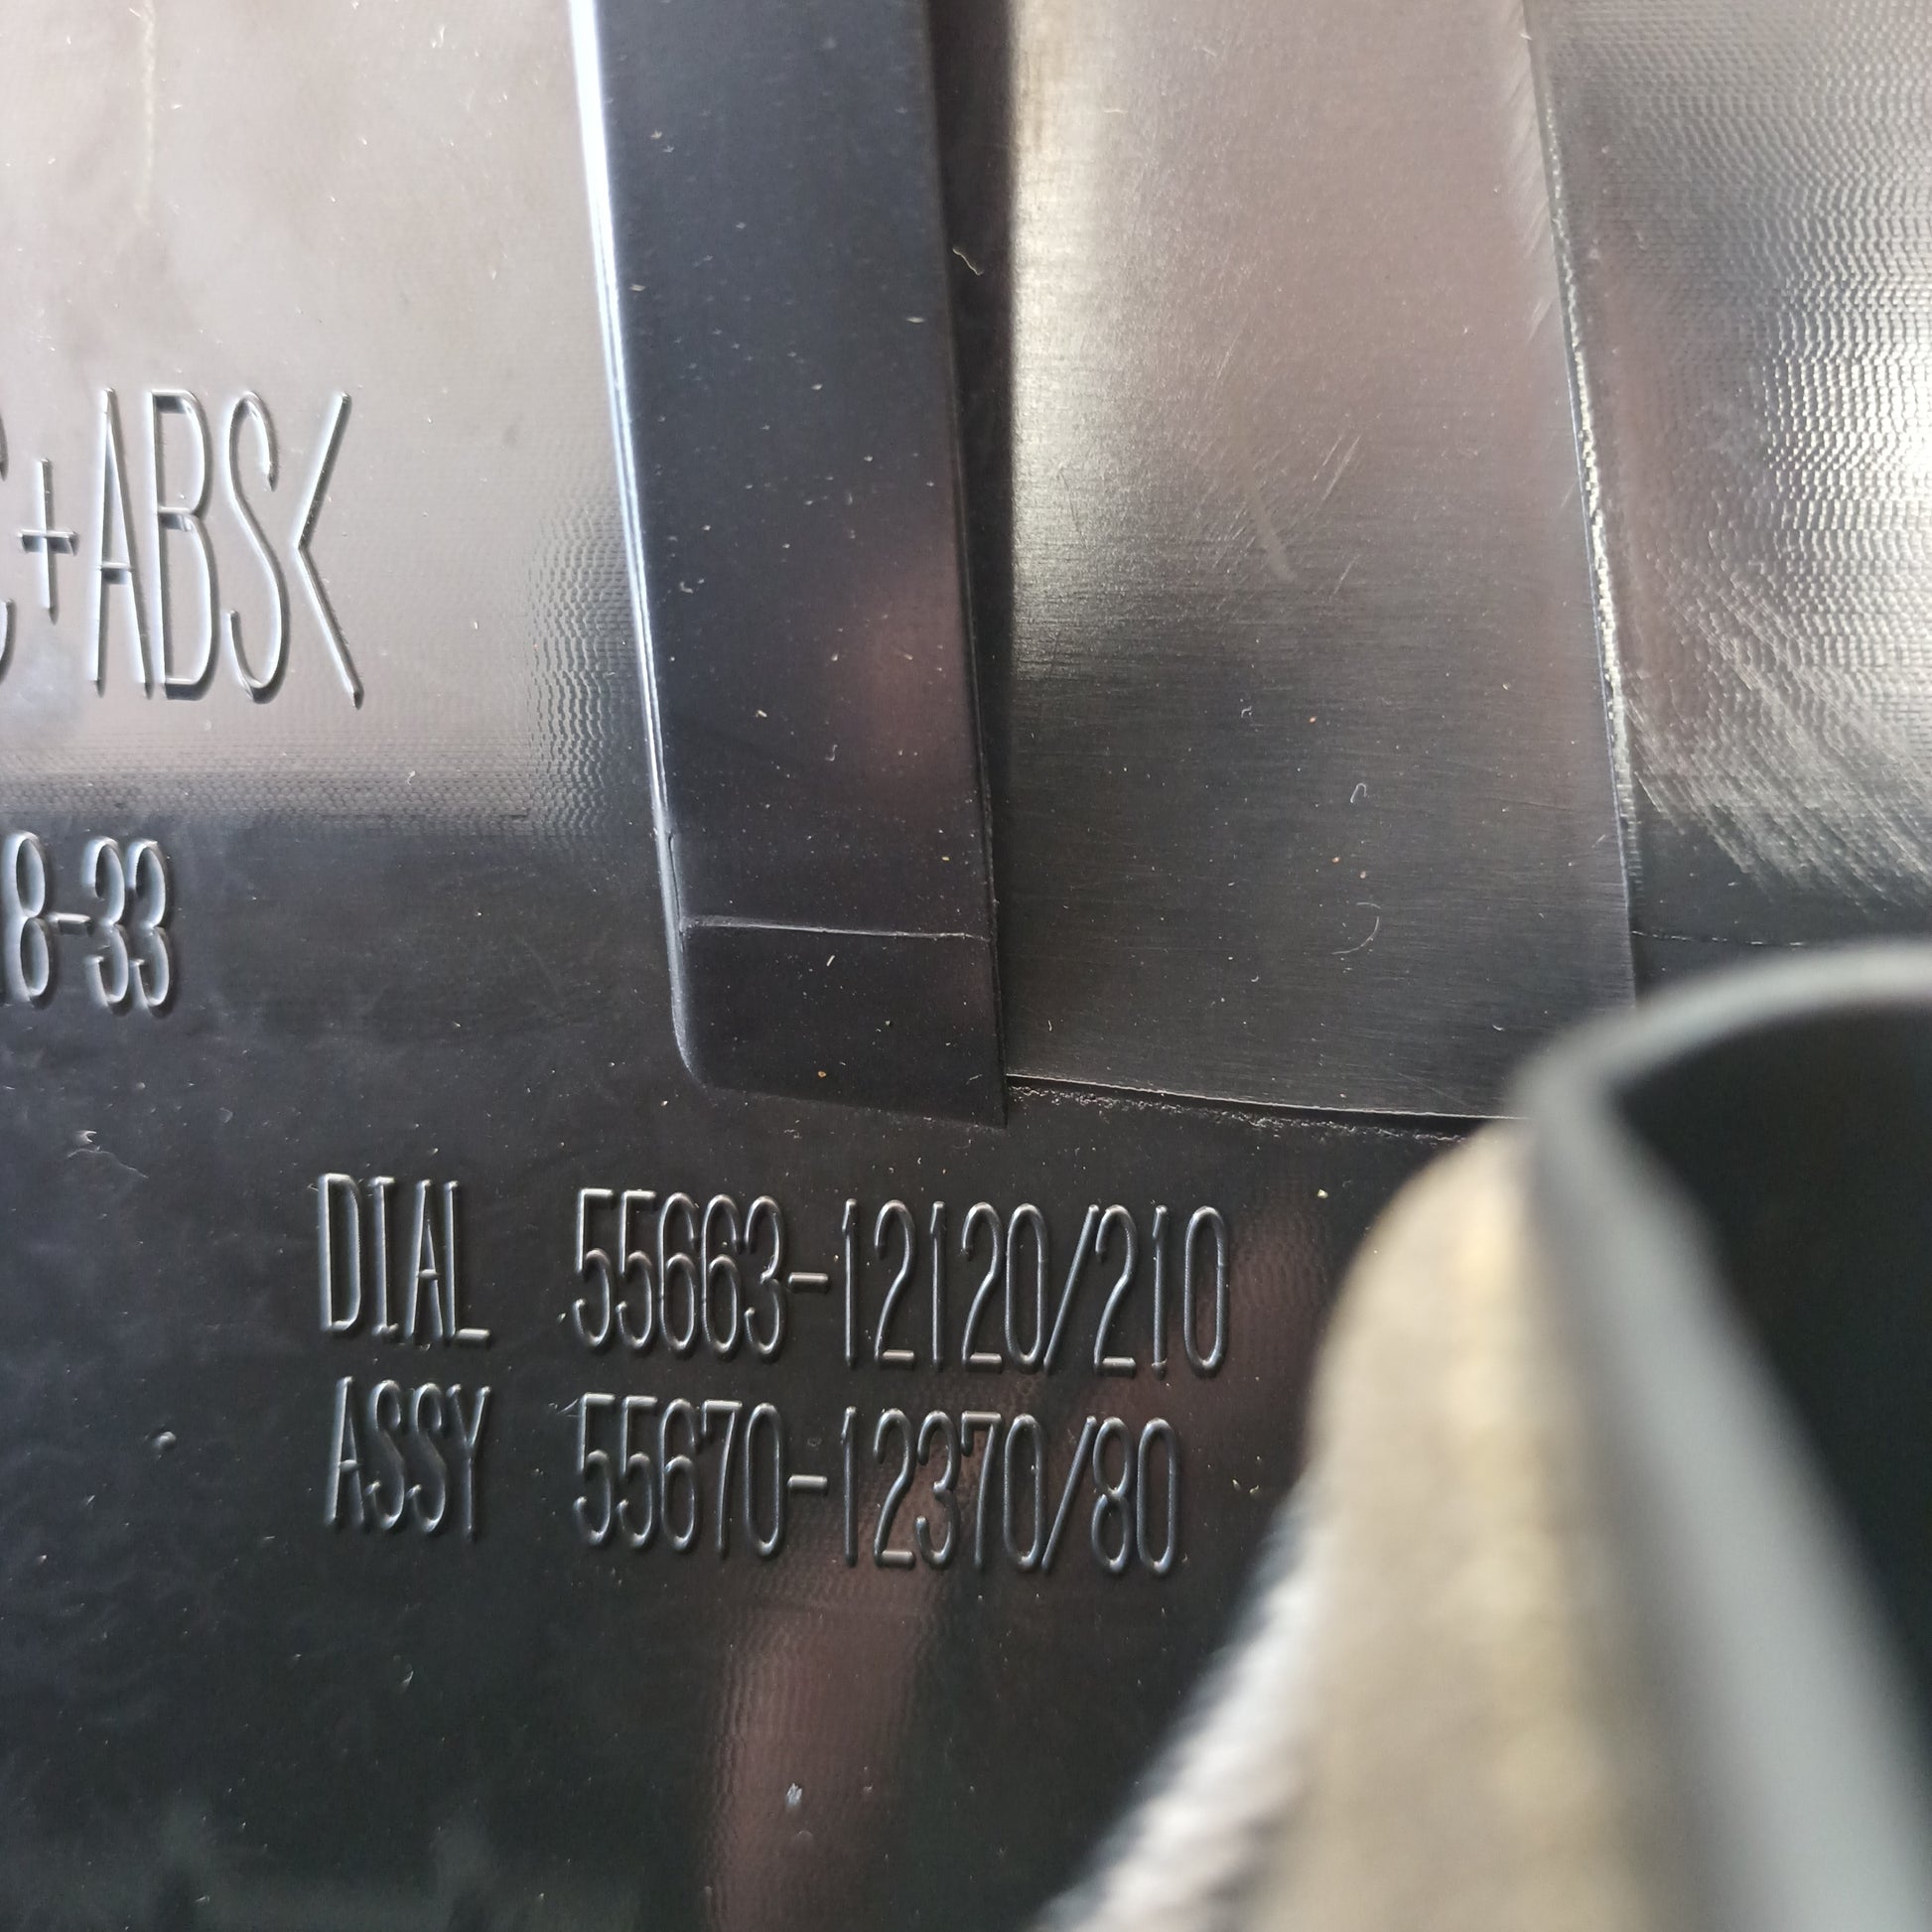 +ABS<
8-33
DIAL 55663-12120/210
ASSY 55670-12370/80